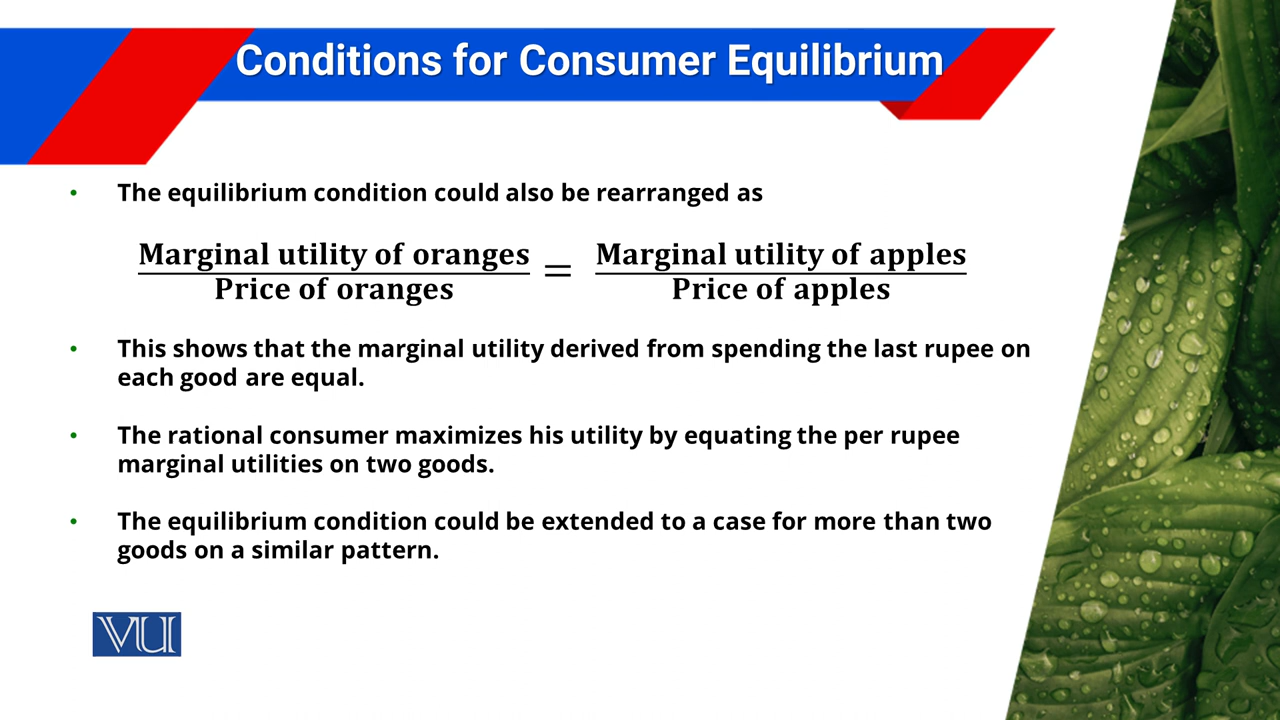 Conditions for Consumer Equilibrium
• The equilibrium condition could also be rearranged as
Marginal utility of oranges = Marginal utility of apples
Price of oranges Price of apples
• This shows that the marginal utility derived from spending the last rupee on
each good are equal.
• The rational consumer maximizes his utility by equating the per rupee
marginal utilities on two goods.
• The equilibrium condition could be extended to a case for more than two
goods on a similar pattern.
VU